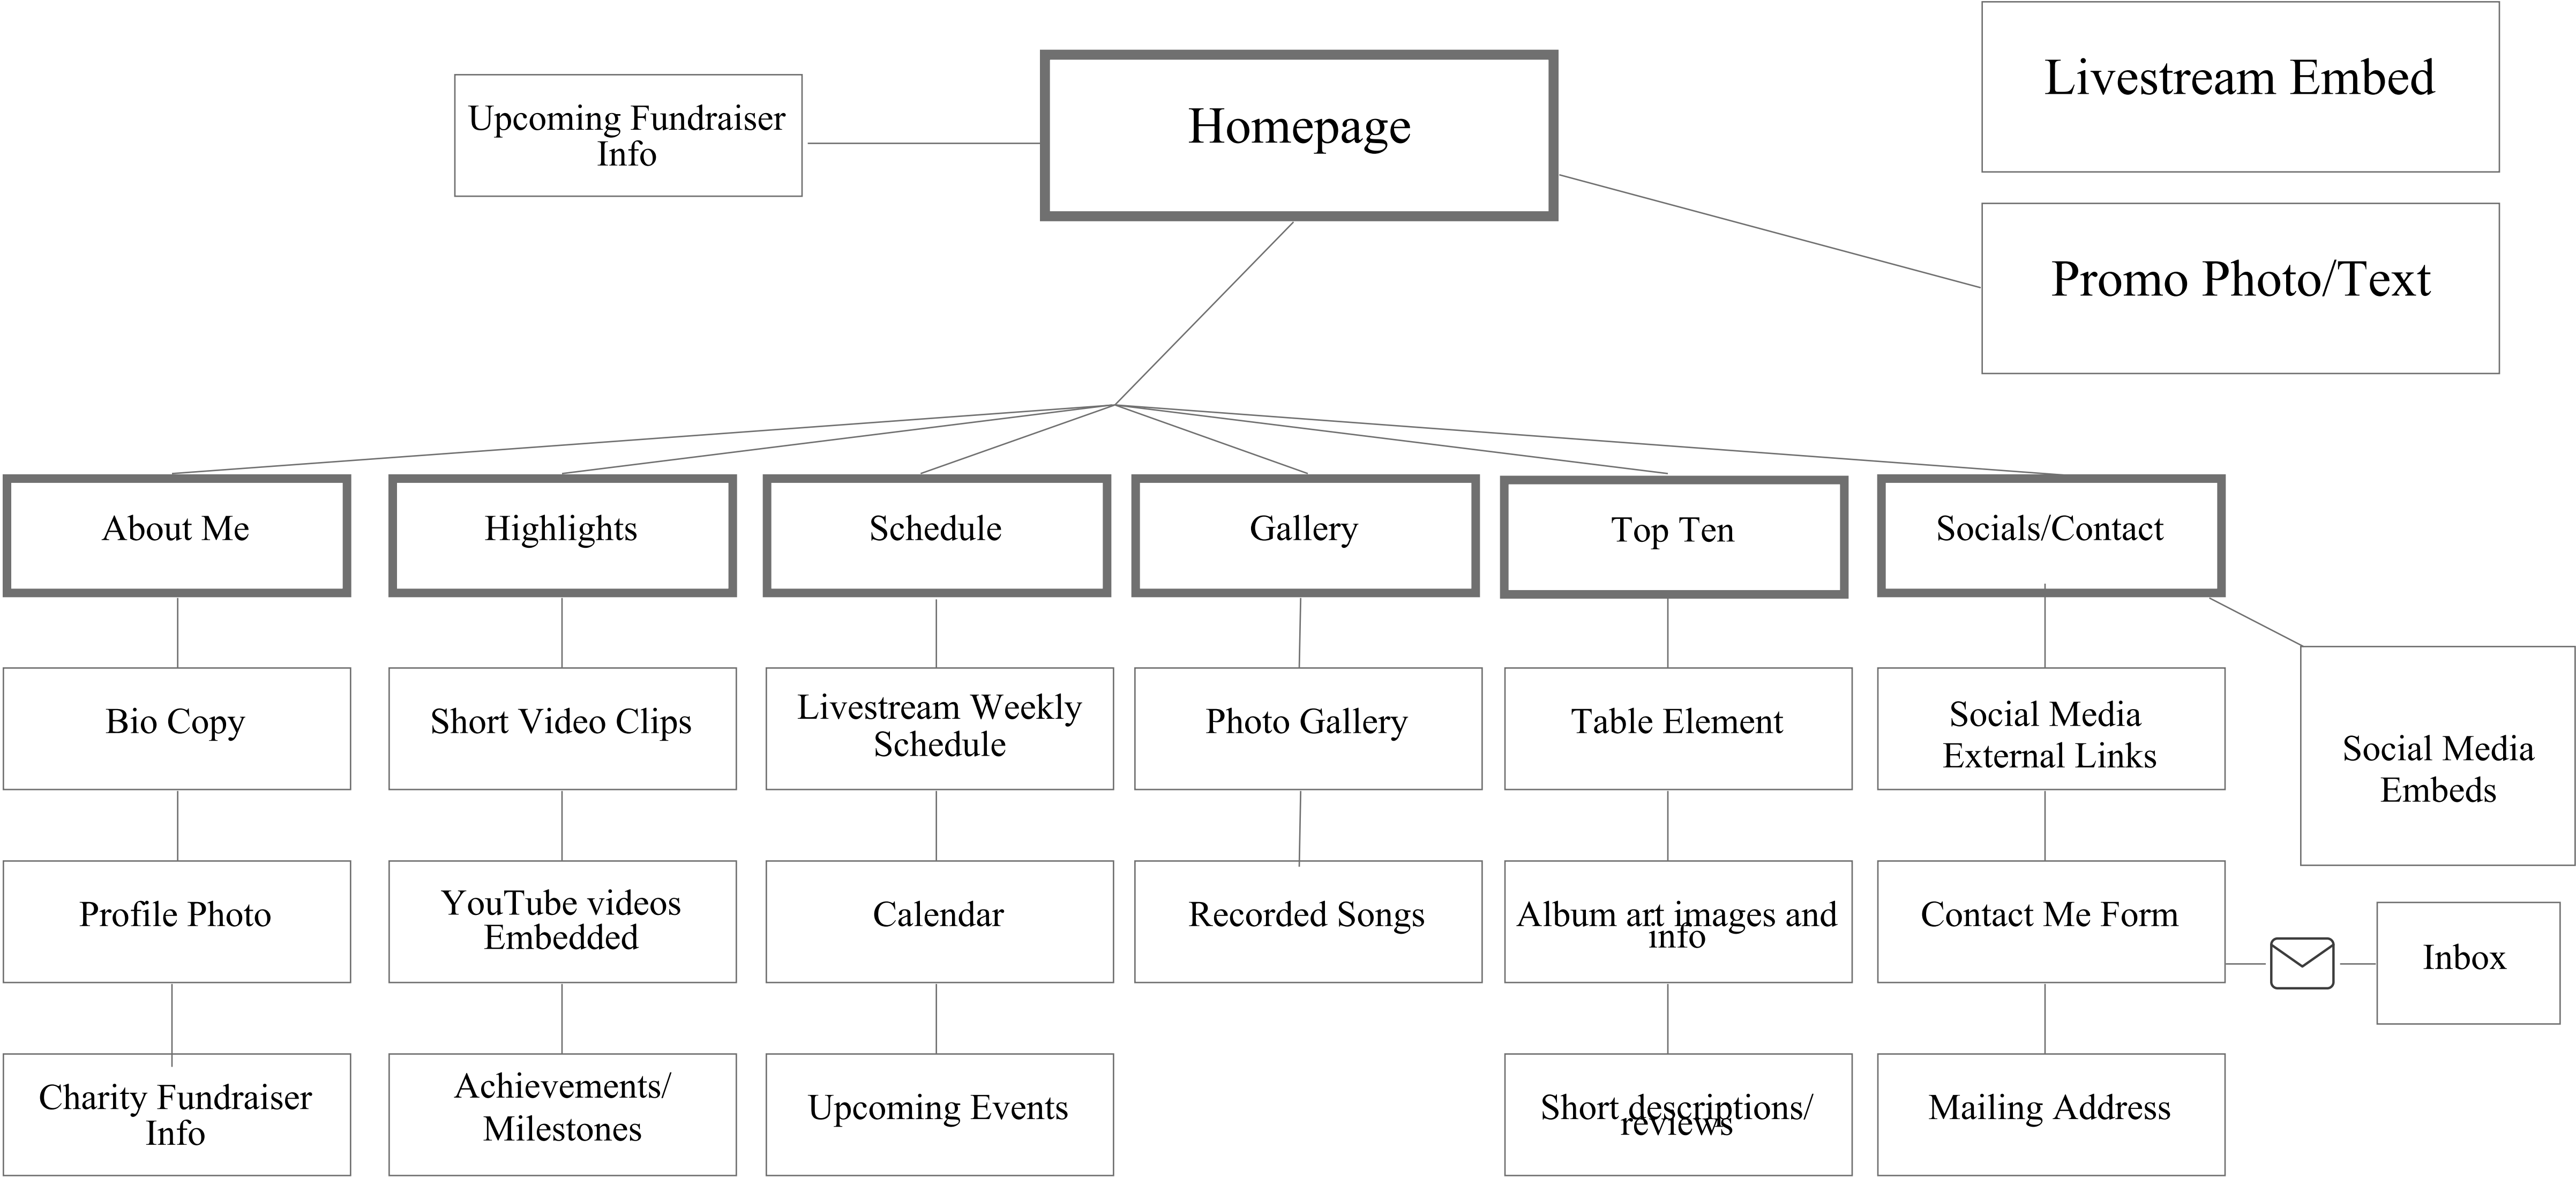 Livestream Embed
Upcoming Fundraiser
Info
Homepage
Promo Photo/Text
About Me
Highlights
Schedule
Gallery
Top Ten
Socials/Contact
Bio Copy
Short Video Clips
Livestream Weekly
Schedule
Photo Gallery
Table Element
Social Media
External Links
Social Media
Embeds
Profile Photo
YouTube videos
Embedded
Calendar
Recorded Songs
Album art images and
info
Contact Me Form
Inbox
Charity Fundraiser
Info
Achievements/
Milestones
Upcoming Events
Short descriptions/
reviews
Mailing Address